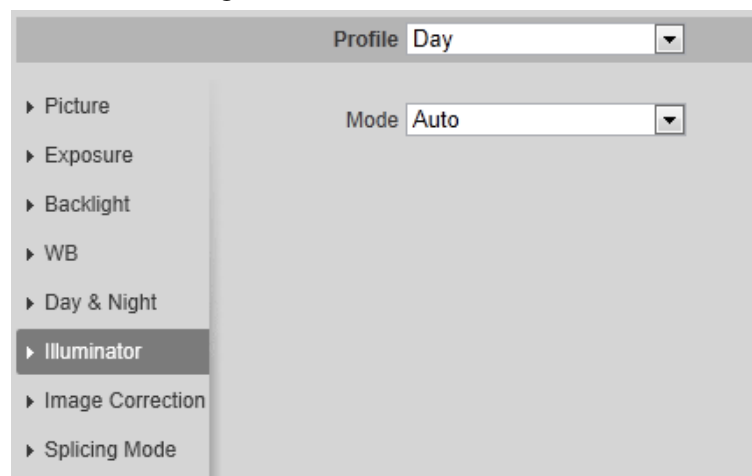 Profile Day
Mode Auto
Picture
Exposure
Backlight
WB
Day & Night
Illuminator
Image Correction
Splicing Mode